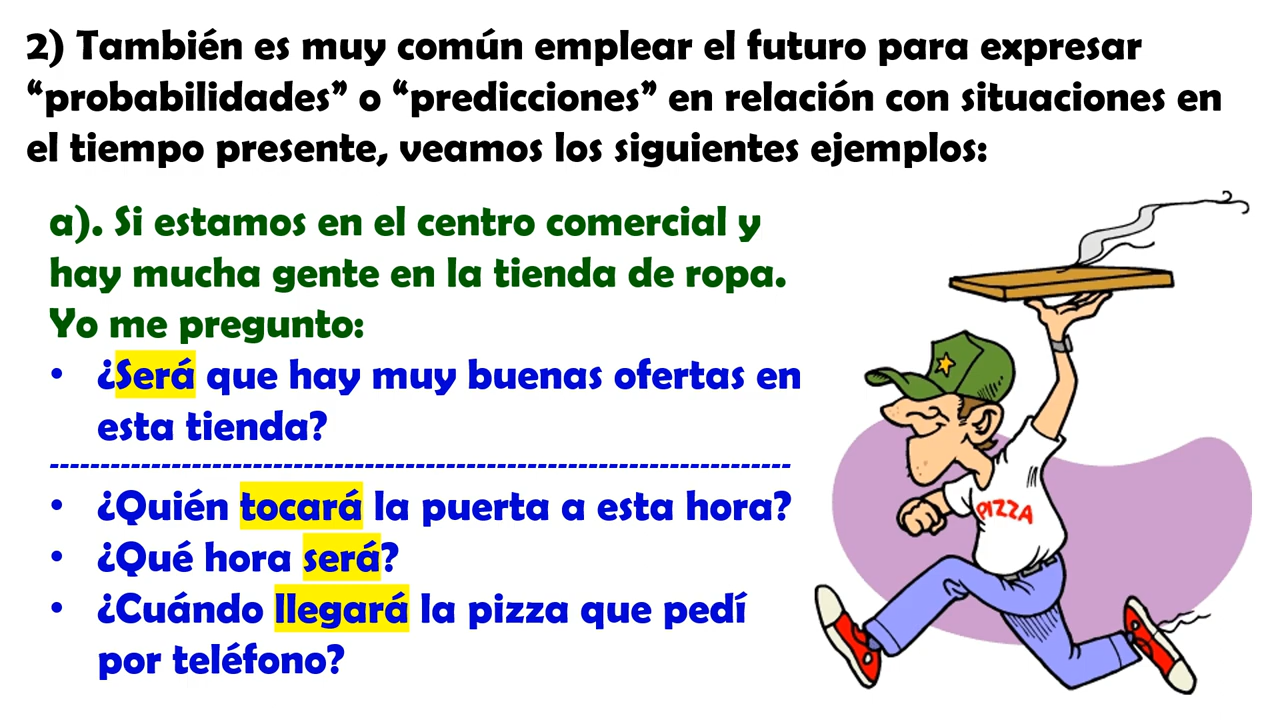 2) También es muy común emplear el futuro para expresar
“probabilidades” o “predicciones” en relación con situaciones en
el tiempo presente, veamos los siguientes ejemplos:
a). Si estamos en el centro comercial y
hay mucha gente en la tienda de ropa.
Yo me pregunto:
• ¿Será que hay muy buenas ofertas en
esta tienda?
--------------------------------------------------------------------------
• ¿Quién tocará la puerta a esta hora?
• ¿Qué hora será?
• ¿Cuándo llegará la pizza que pedí
por teléfono?
PIZZA